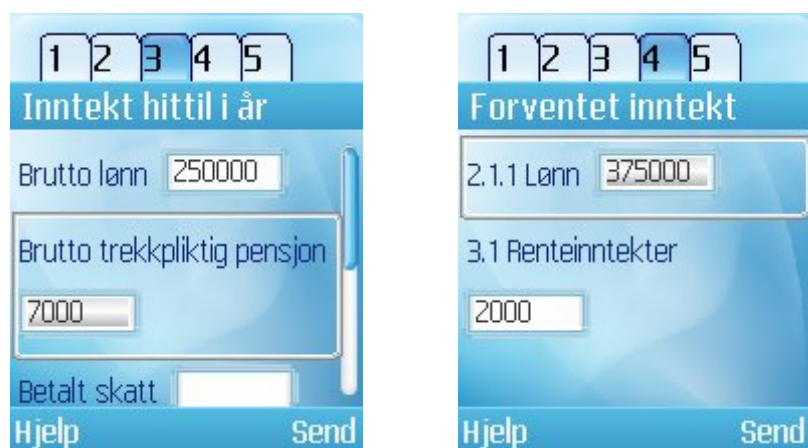 1 2 3 4 5
Inntekt hittil i år
Brutto lønn 250000
Brutto trekkpliktig pensjon
7000
Betalt skatt
Hjelp Send
1 2 3 4 5
Forventet inntekt
2.1.1 Lønn 375000
3.1 Renteinntekter
2000
Hjelp Send